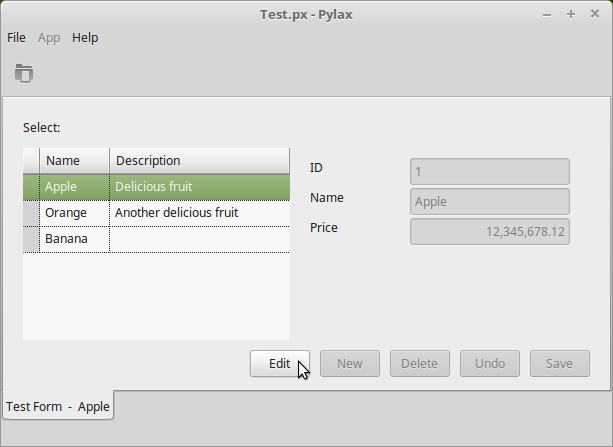 Test.px - Pylax
File App Help
Select:
Name Description
Apple Delicious fruit
Orange Another delicious fruit
Banana
ID 1
Name Apple
Price 12,345,678.12
Edit New Delete Undo Save
Test Form - Apple